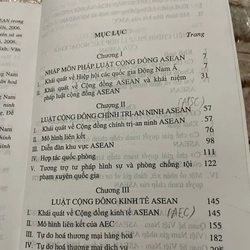 MỤC LỤC
Trang
Chương I
NHẬP MÔN PHÁP LUẬT CỘNG ĐỒNG ASEAN 7
I. Khái quát về Hiệp hội các quốc gia Đông Nam Á 7
II. Khái quát về Cộng đồng ASEAN và khái niệm
pháp luật cộng đồng ASEAN 31
Chương II
LUẬT CỘNG ĐỒNG CHÍNH TRỊ-AN NINH ASEAN 57
I. Khái quát về Cộng đồng chính trị-an ninh ASEAN 57
II. Mô hình liên kết 66
III. Diễn đàn khu vực ASEAN 76
IV. Hợp tác quốc phòng 98
V. Tương trợ tư pháp hình sự và phòng chống tội
phạm xuyên quốc gia 122
Chương III
LUẬT CỘNG ĐỒNG KINH TẾ ASEAN 145
I. Khái quát về Cộng đồng kinh tế ASEAN (AEC) 145
II. Mô hình liên kết của AEC 155
III. Tự do hoá thương mại hàng hoá
IV. Tự do hoá thương mại dịch vụ